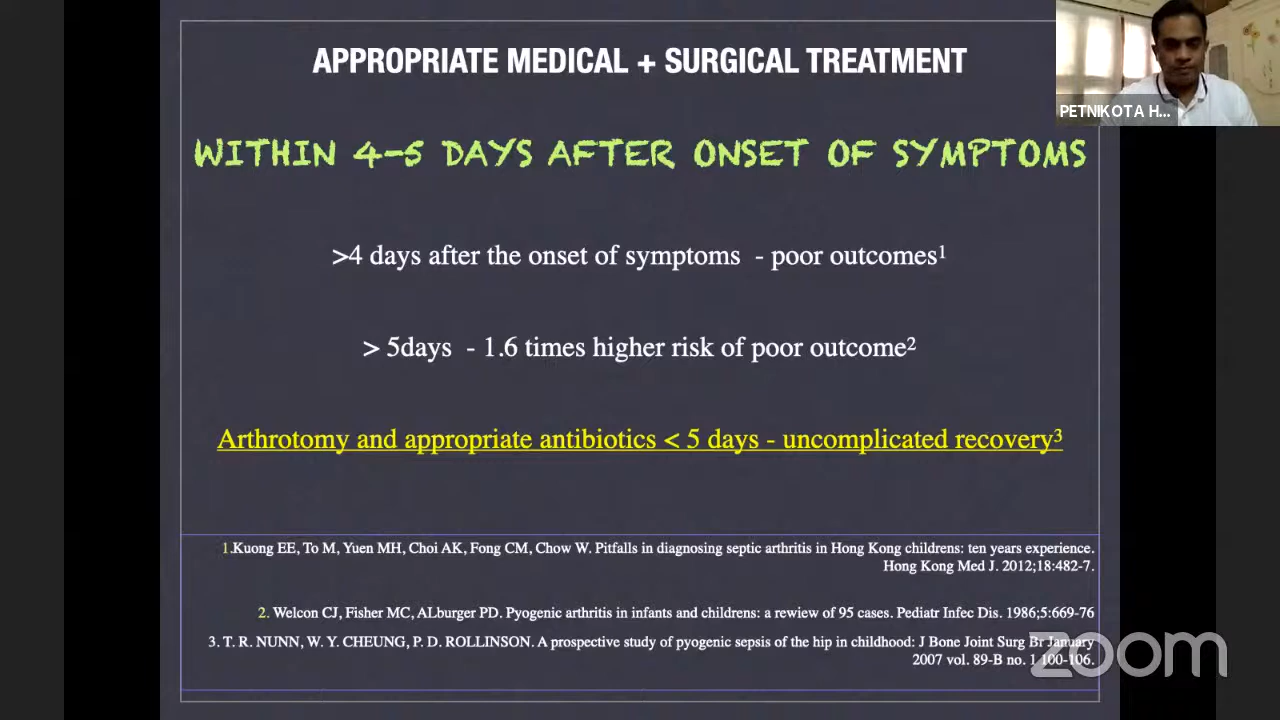 APPROPRIATE MEDICAL + SURGICAL TREATMENT
PETNIKOTA H...
WITHIN 4-5 DAYS AFTER ONSET OF SYMPTOMS
>4 days after the onset of symptoms - poor outcomes1
> 5days - 1.6 times higher risk of poor outcome2
Arthrotomy and appropriate antibiotics < 5 days - uncomplicated recovery3
1.Kuong EE, To M, Yuen MH, Choi AK, Fong CM, Chow W. Pitfalls in diagnosing septic arthritis in Hong Kong childrens: ten years experience.
Hong Kong Med J. 2012;18:482-7.
2. Welcon CJ, Fisher MC, ALburger PD. Pyogenic arthritis in infants and childrens: a rewiew of 95 cases. Pediatr Infec Dis. 1986;5:669-76
3. T. R. NUNN, W. Y. CHEUNG, P. D. ROLLINSON. A prospective study of pyogenic sepsis of the hip in childhood: J Bone Joint Surg Br January
2007 vol. 89-B no. 1 100-106.
zoom